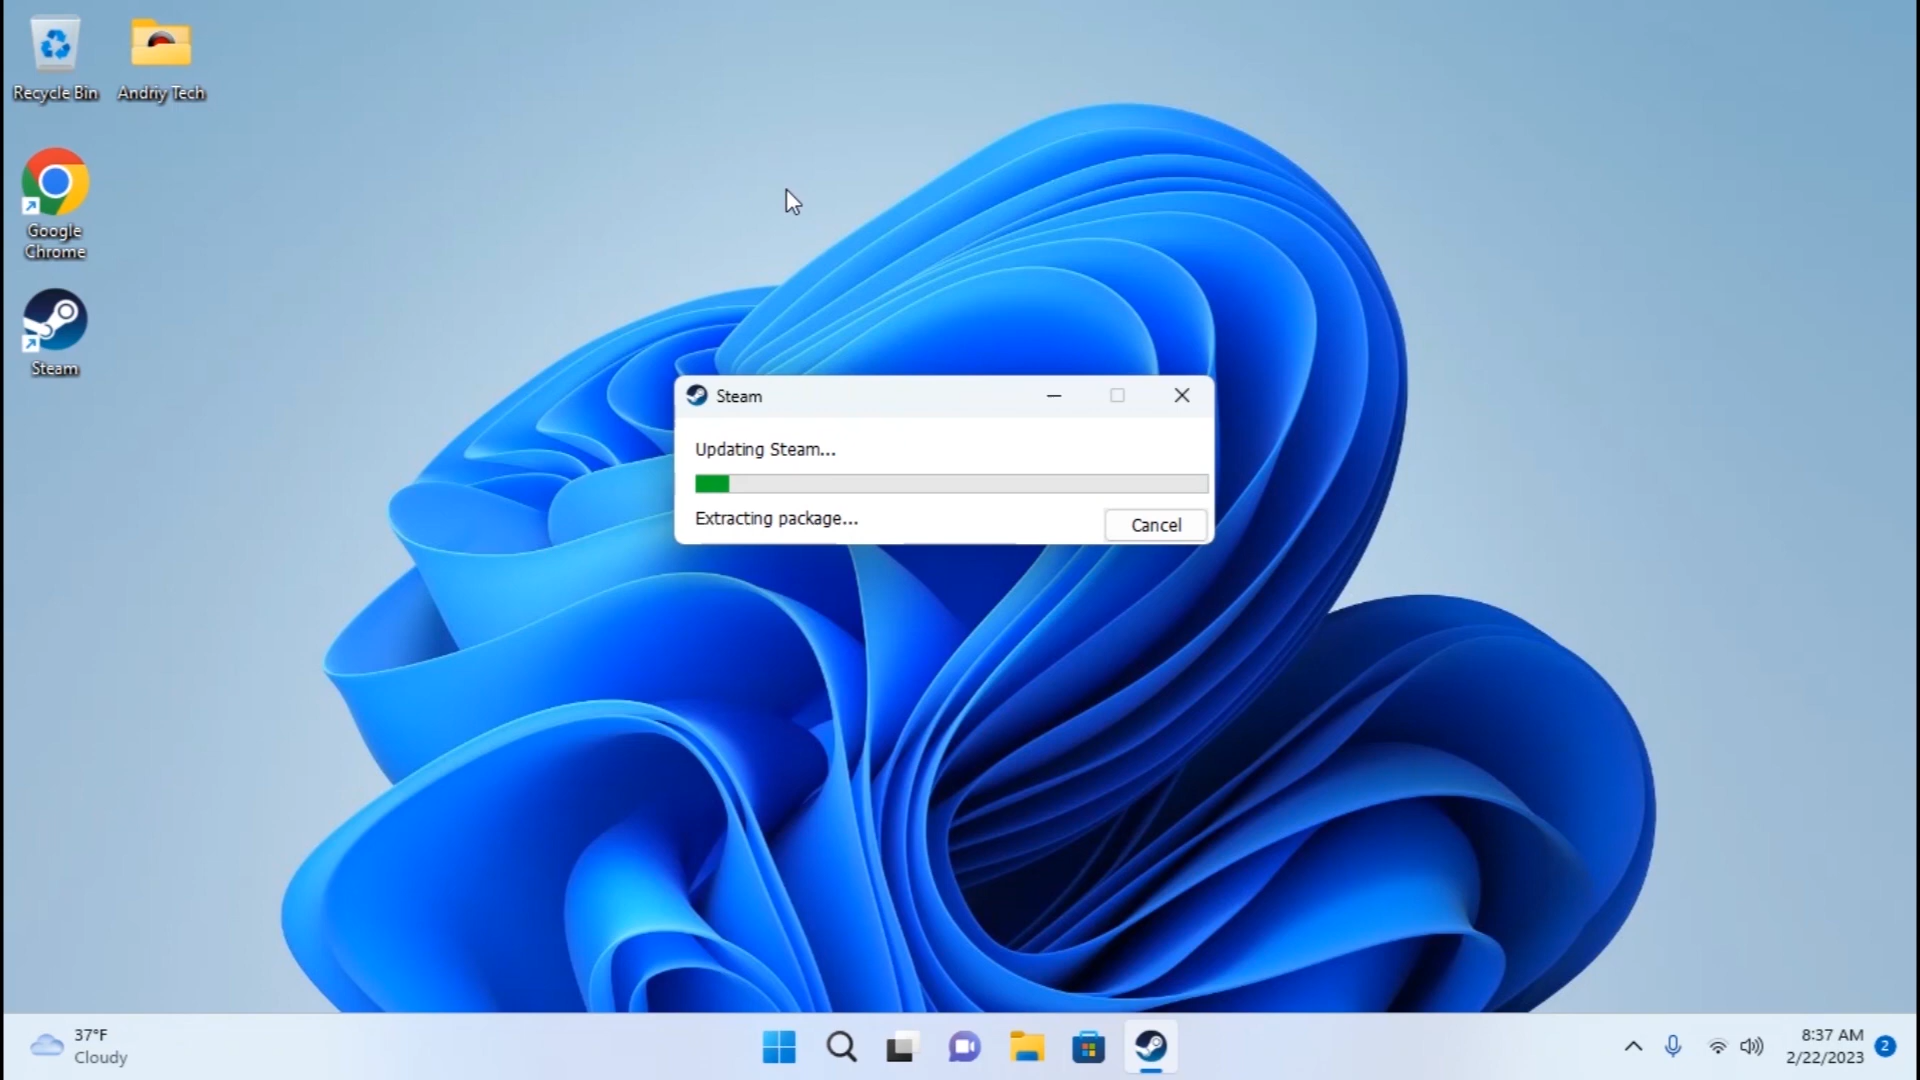 Recycle Bin
Andriy Tech
Google
Chrome
Steam
Steam
Updating Steam...
Extracting package...
Cancel
37°F
Cloudy
8:37 AM
2/22/2023
2